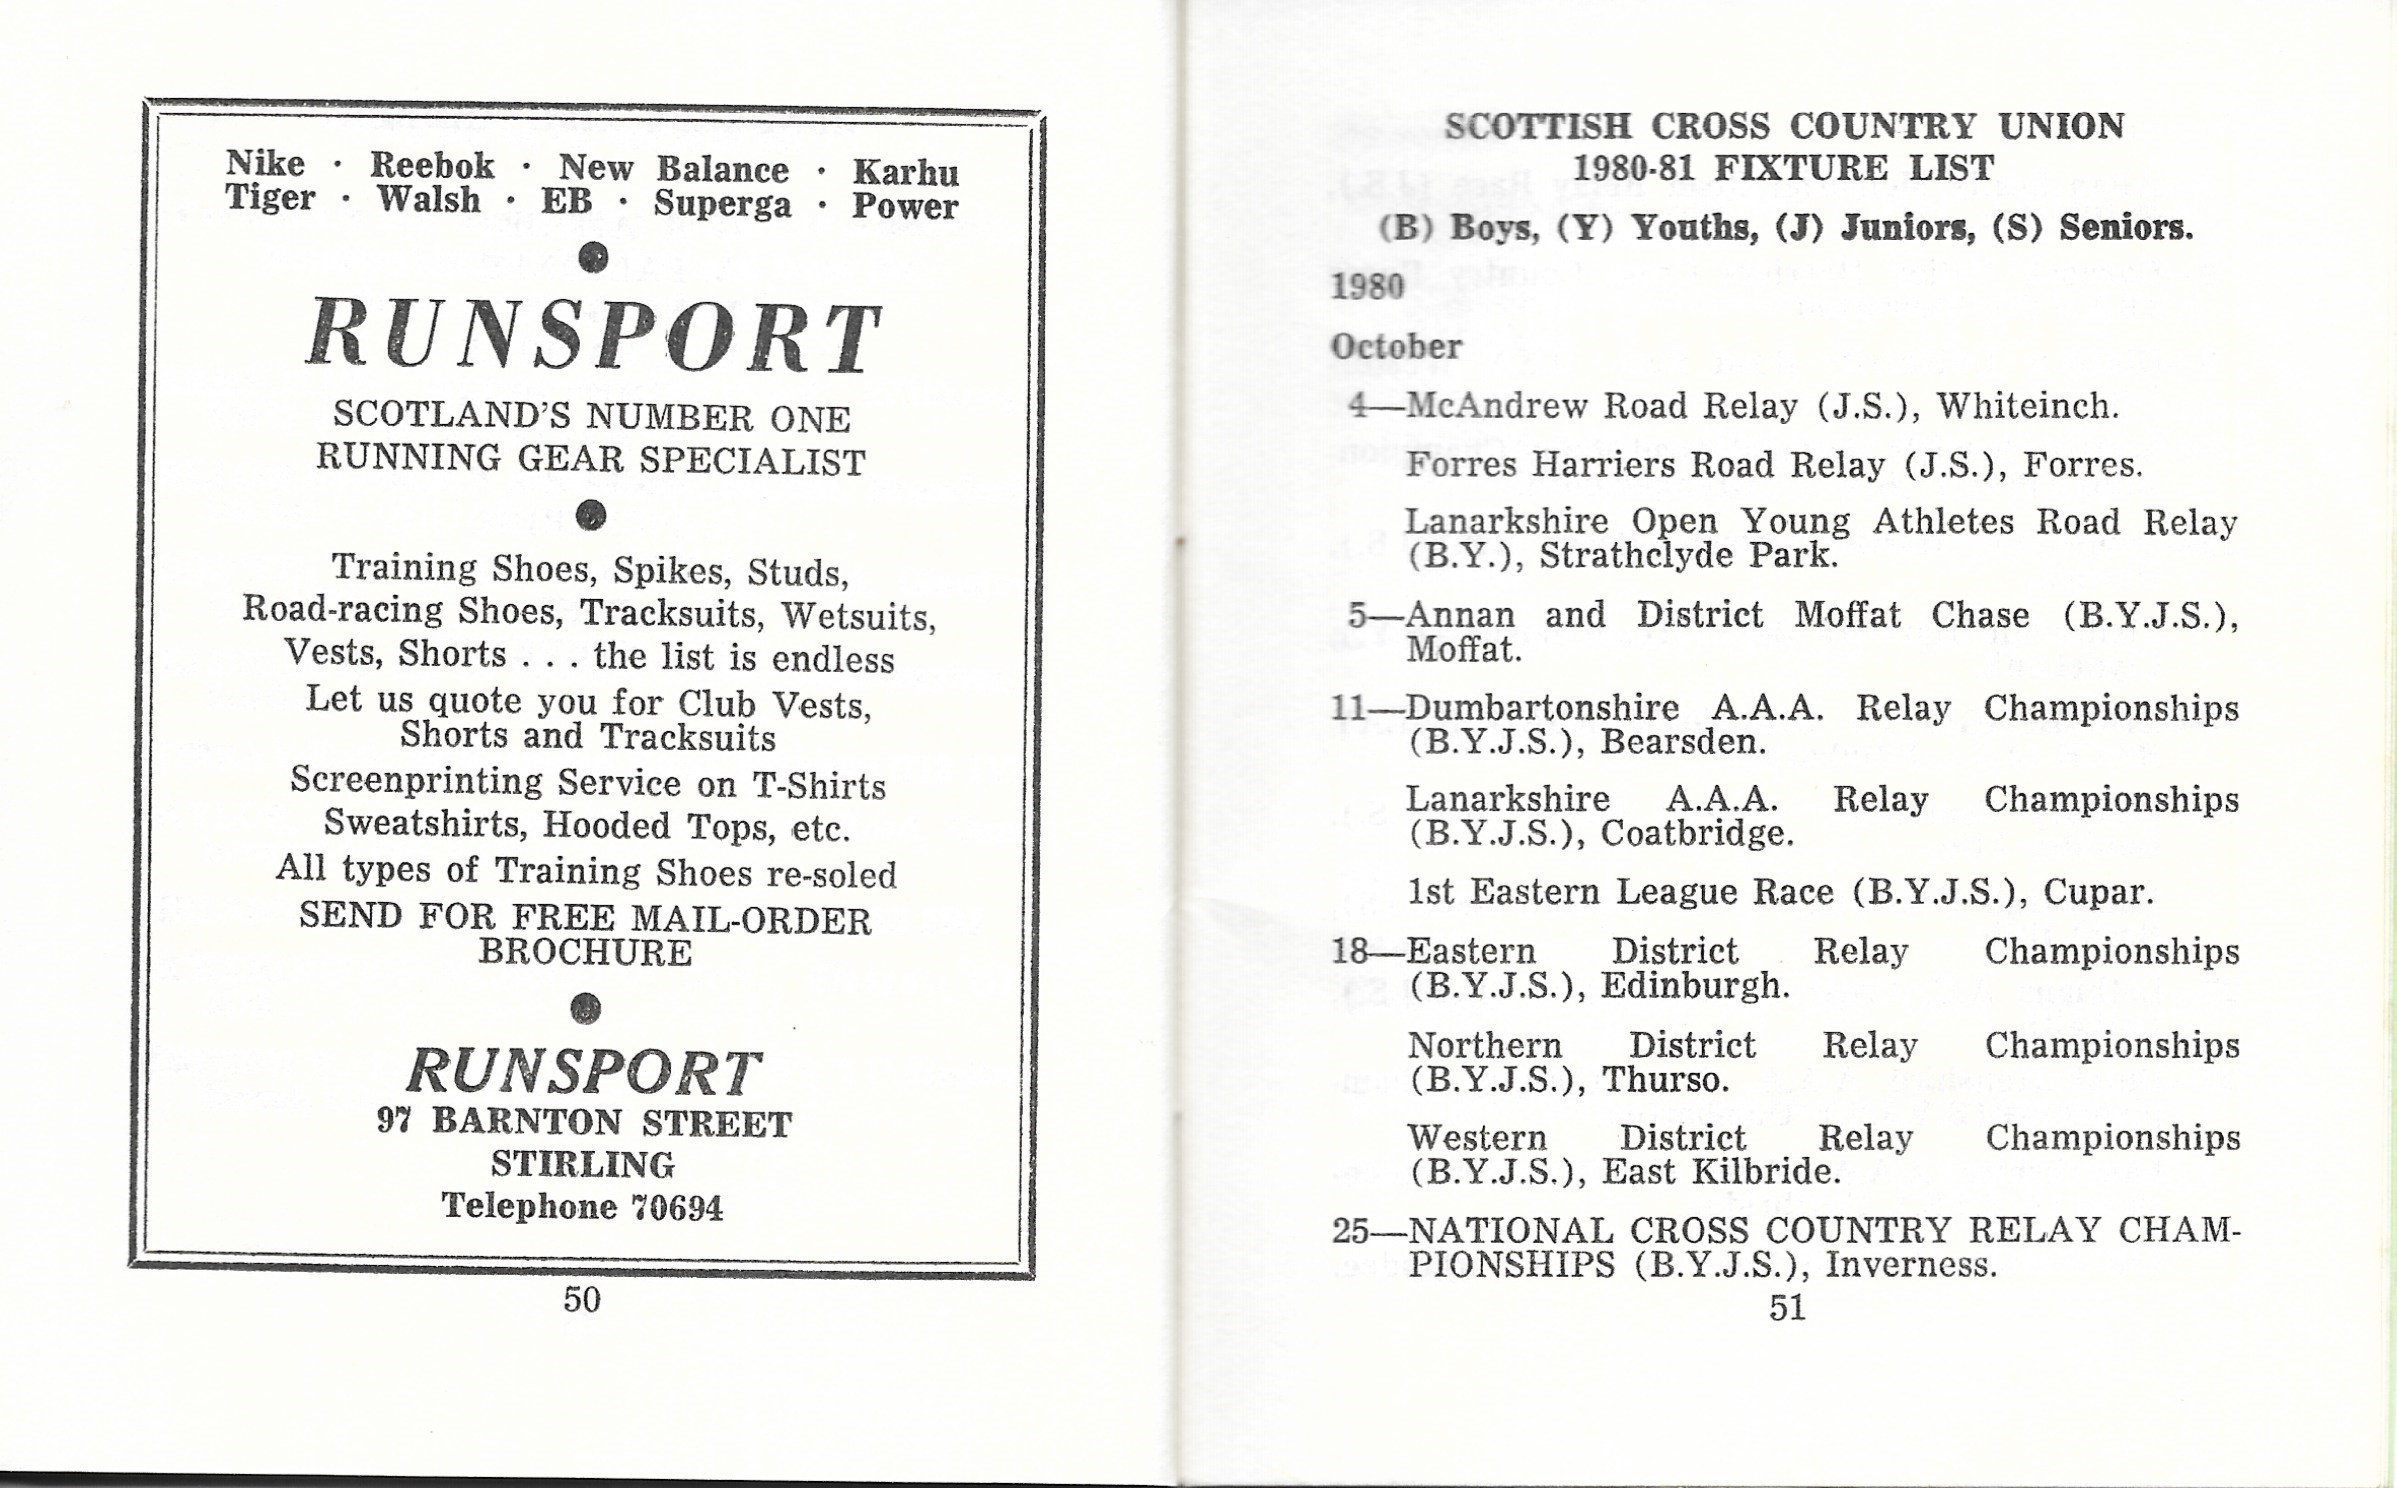 Nike · Reebok · New Balance · Karhu
Tiger · Walsh · EB · Superga · Power
RUNSPORT
SCOTLAND'S NUMBER ONE
RUNNING GEAR SPECIALIST
Training Shoes, Spikes, Studs,
Road-racing Shoes, Tracksuits, Wetsuits,
Vests, Shorts . . . the list is endless
Let us quote you for Club Vests,
Shorts and Tracksuits
Screenprinting Service on T-Shirts
Sweatshirts, Hooded Tops, etc.
All types of Training Shoes re-soled
SEND FOR FREE MAIL-ORDER
BROCHURE
RUNSPORT
97 BARNTON STREET
STIRLING
Telephone 70694
50
SCOTTISH CROSS COUNTRY UNION
1980-81 FIXTURE LIST
(B) Boys, (Y) Youths, (J) Juniors, (S) Seniors.
1980
October
4—McAndrew Road Relay (J.S.), Whiteinch.
Forres Harriers Road Relay (J.S.), Forres.
Lanarkshire Open Young Athletes Road Relay
(B.Y.), Strathclyde Park.
5—Annan and District Moffat Chase (B.Y.J.S.),
Moffat.
11—Dumbartonshire A.A.A. Relay Championships
(B.Y.J.S.), Bearsden.
Lanarkshire A.A.A. Relay Championships
(B.Y.J.S.), Coatbridge.
1st Eastern League Race (B.Y.J.S.), Cupar.
18—Eastern District Relay Championships
(B.Y.J.S.), Edinburgh.
Northern District Relay Championships
(B.Y.J.S.), Thurso.
Western District Relay Championships
(B.Y.J.S.), East Kilbride.
25—NATIONAL CROSS COUNTRY RELAY CHAM-
PIONSHIPS (B.Y.J.S.), Inverness.
51